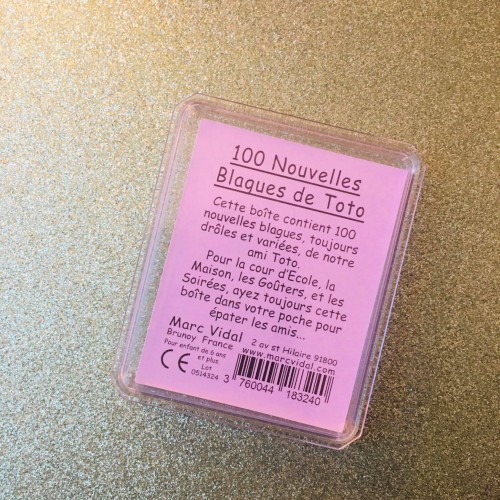 100 Nouvelles
Blagues de Toto
Cette boîte contient 100
nouvelles blagues, toujours
drôles et variées, de notre
ami Toto.
Pour la cour d'Ecole, la
Maison, les Goûters, et les
Soirées, ayez toujours cette
boîte dans votre poche pour
épater les amis...
Marc Vidal 2 av st Hilaire 91800
Brunoy France www.marcvidal.com
Pour enfant de 6 ans
et plus
Lot
CE 0514324
3 760044 183240